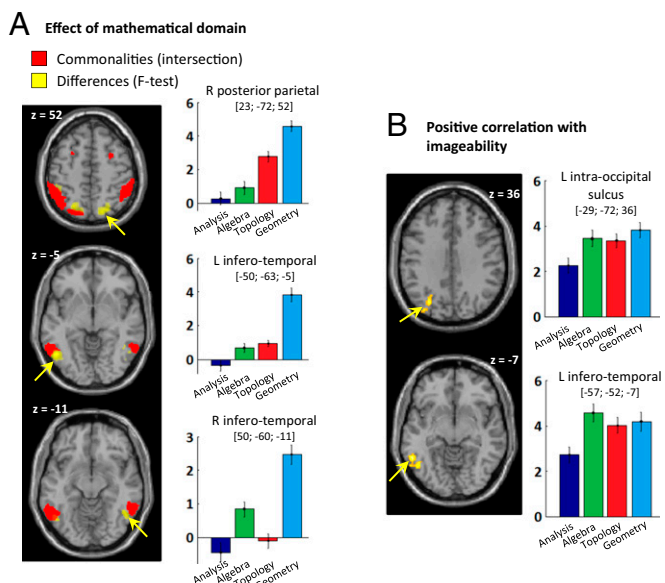 A Effect of mathematical domain
Commonalities (intersection)
Differences (F-test)
z = 52
R posterior parietal
[23; -72; 52]
6
4
2
0
Analysis
Algebra
Topology
Geometry
z = -5
L infero-temporal
[-50; -63; -5]
6
4
2
0
Analysis
Algebra
Topology
Geometry
z = -11
R infero-temporal
[50; -60; -11]
3
2
1
0
Analysis
Algebra
Topology
Geometry
B Positive correlation with
imageability
z = 36
L intra-occipital
sulcus
[-29; -72; 36]
6
4
2
0
Analysis
Algebra
Topology
Geometry
z = -7
L infero-temporal
[-57; -52; -7]
6
4
2
0
Analysis
Algebra
Topology
Geometry